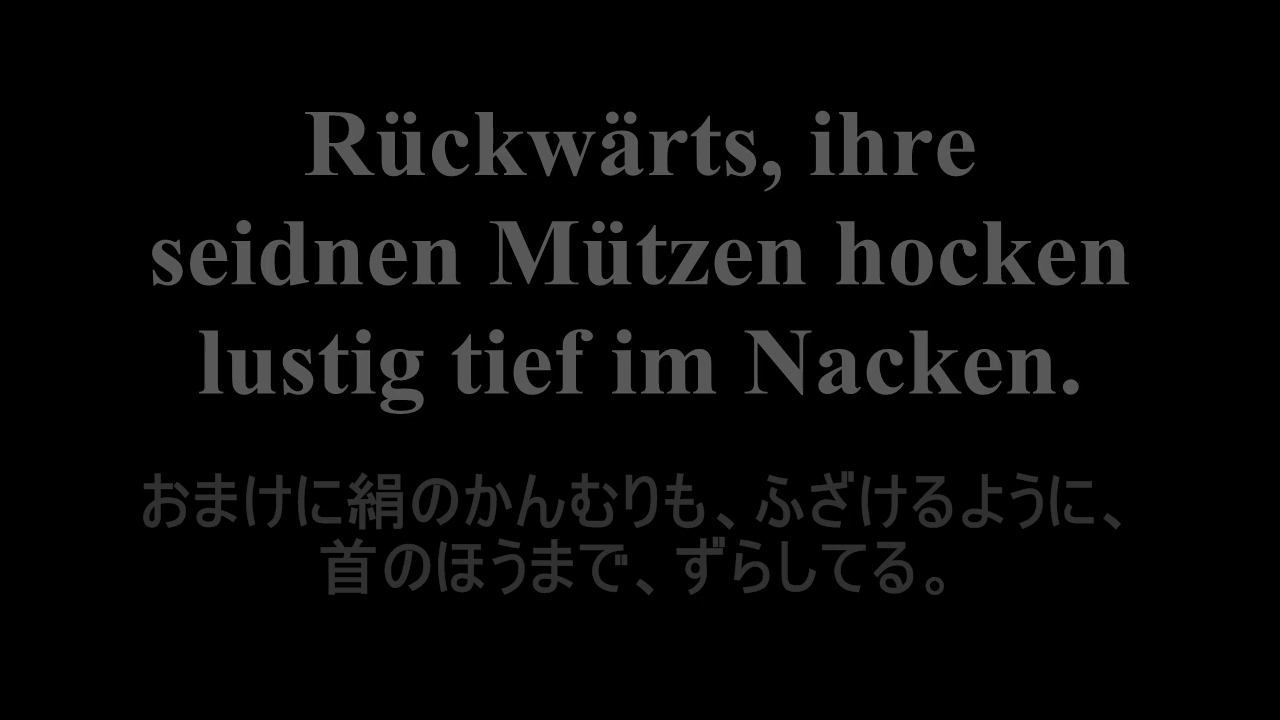 Rückwärts, ihre
seidnen Mützen hocken
lustig tief im Nacken.
おまけに絹のかんむりも、ふざけるように、
首のほうまで、ずらしてる。